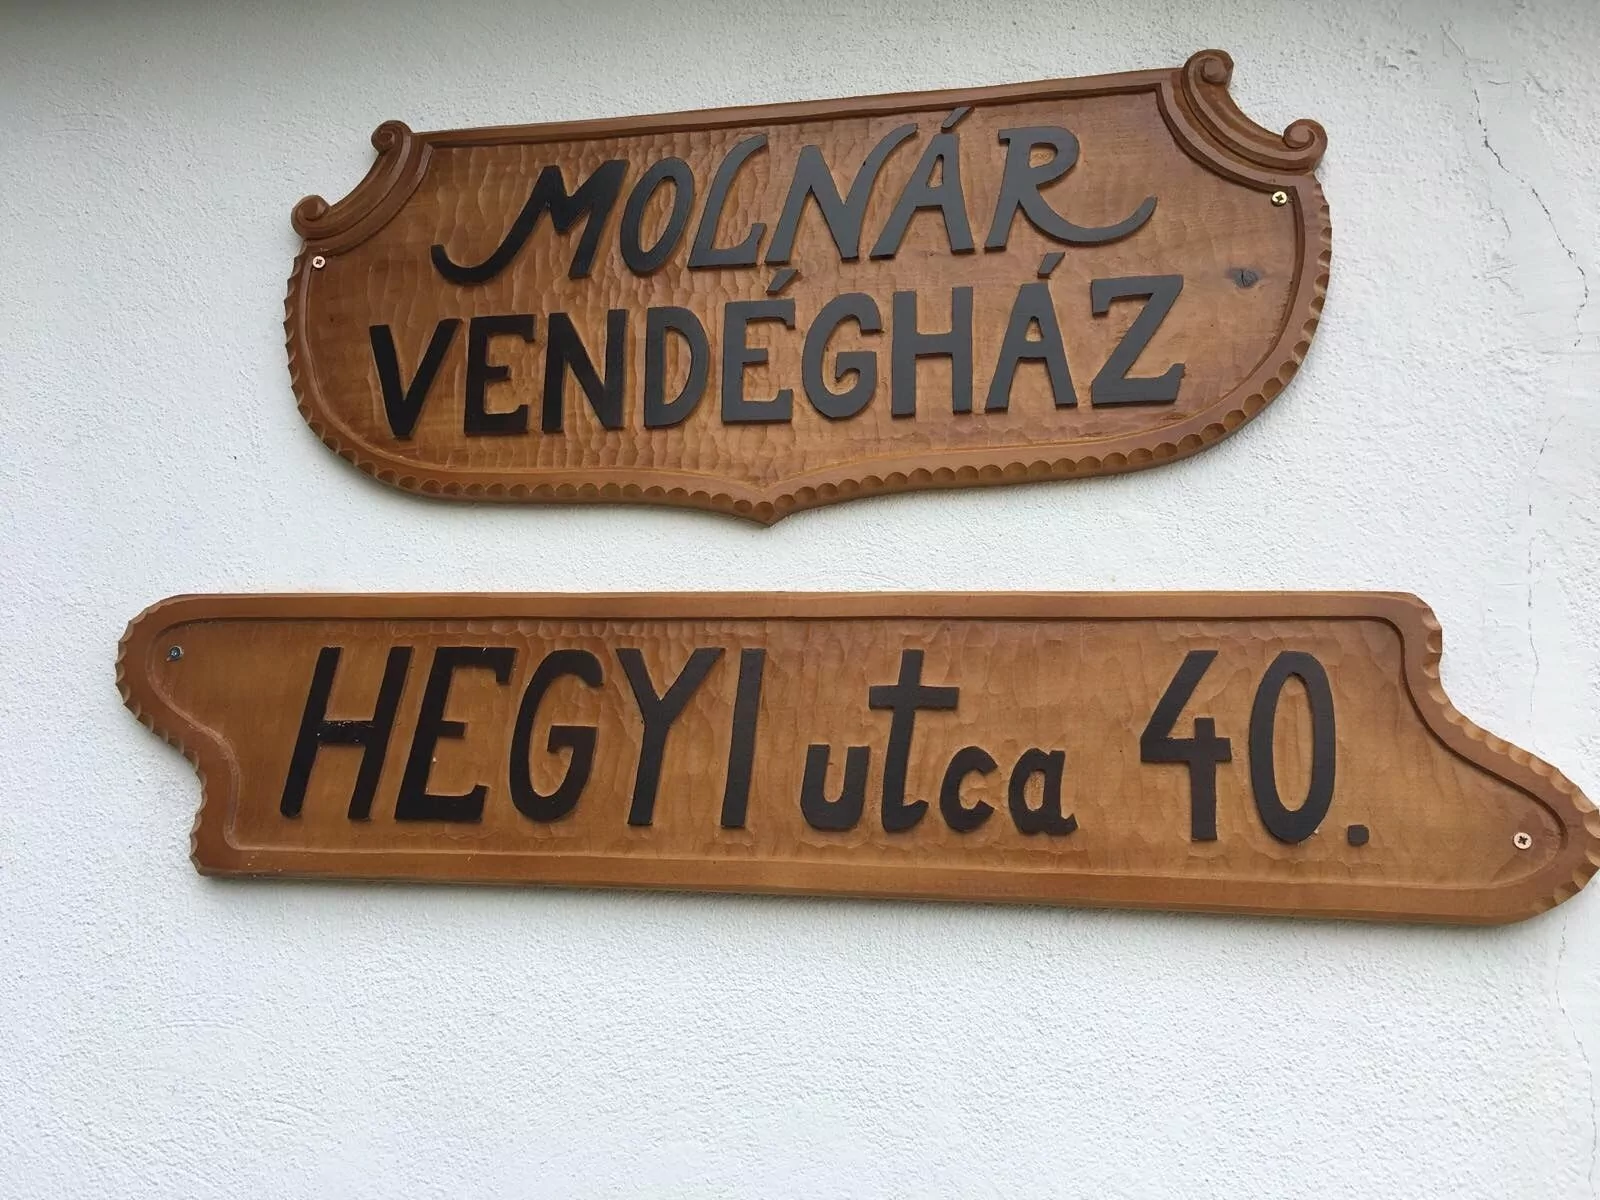 MOLNÁR
VENDÉGHÁZ
HEGYI utca 40.